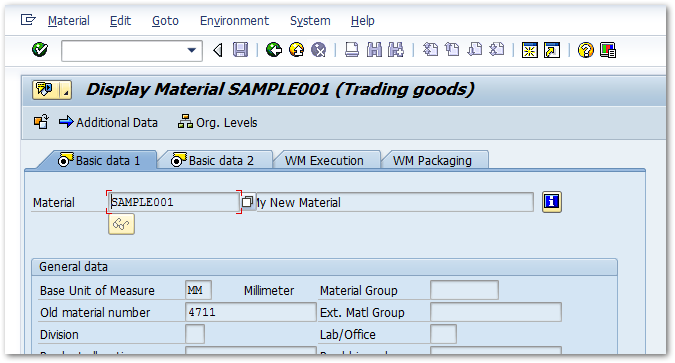 Material Edit Goto Environment System Help
Display Material SAMPLE001 (Trading goods)
Additional Data Org. Levels
Basic data 1 Basic data 2 WM Execution WM Packaging
Material SAMPLE001 My New Material
General data
Base Unit of Measure MM Millimeter Material Group
Old material number 4711 Ext. Matl Group
Division Lab/Office